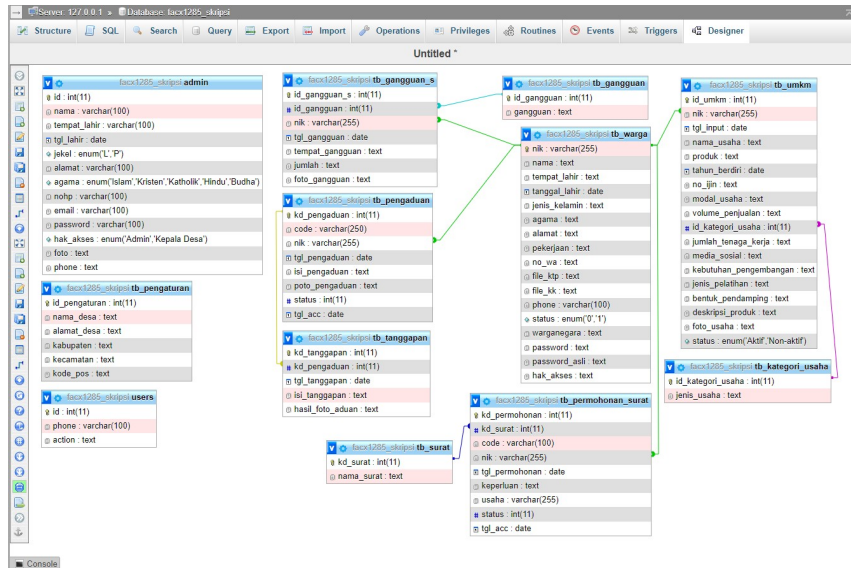 Server: 127.0.0.1 » Database: facx1285_skripsi
Structure SQL Search Query Export Import Operations Privileges Routines Events Triggers Designer
Untitled *
facx1285_skripsi admin
id : int(11)
nama : varchar(100)
tempat_lahir : varchar(100)
tgl_lahir : date
jekel : enum('L','P')
alamat : varchar(100)
agama : enum('Islam','Kristen','Katholik','Hindu','Budha')
nohp : varchar(100)
email : varchar(100)
password : varchar(100)
hak_akses : enum('Admin','Kepala Desa')
foto : text
phone : text
facx1285_skripsi tb_pengaturan
id_pengaturan : int(11)
nama_desa : text
alamat_desa : text
kabupaten : text
kecamatan : text
kode_pos : text
facx1285_skripsi users
id : int(11)
phone : varchar(100)
action : text
facx1285_skripsi tb_gangguan_s
id_gangguan_s : int(11)
id_gangguan : int(11)
nik : varchar(255)
tgl_gangguan : date
tempat_gangguan : text
jumlah : text
foto_gangguan : text
facx1285_skripsi tb_pengaduan
kd_pengaduan : int(11)
code : varchar(250)
nik : varchar(255)
tgl_pengaduan : date
isi_pengaduan : text
poto_pengaduan : text
status : int(11)
tgl_acc : date
facx1285_skripsi tb_tanggapan
kd_tanggapan : int(11)
kd_pengaduan : int(11)
tgl_tanggapan : date
isi_tanggapan : text
hasil_foto_aduan : text
facx1285_skripsi tb_surat
kd_surat : int(11)
nama_surat : text
facx1285_skripsi tb_gangguan
id_gangguan : int(11)
gangguan : text
facx1285_skripsi tb_warga
nik : varchar(255)
nama : text
tempat_lahir : text
tanggal_lahir : date
jenis_kelamin : text
agama : text
alamat : text
pekerjaan : text
no_wa : text
file_ktp : text
file_kk : text
phone : varchar(100)
status : enum('0','1')
warganegara : text
password : text
password_asli : text
hak_akses : text
facx1285_skripsi tb_permohonan_surat
kd_permohonan : int(11)
kd_surat : int(11)
code : varchar(100)
nik : varchar(255)
tgl_permohonan : date
keperluan : text
usaha : varchar(255)
status : int(11)
tgl_acc : date
facx1285_skripsi tb_umkm
id_umkm : int(11)
nik : varchar(255)
tgl_input : date
nama_usaha : text
produk : text
tahun_berdiri : date
no_ijin : text
modal_usaha : text
volume_penjualan : text
id_kategori_usaha : int(11)
jumlah_tenaga_kerja : text
media_sosial : text
kebutuhan_pengembangan : text
jenis_pelatihan : text
bentuk_pendamping : text
deskripsi_produk : text
foto_usaha : text
status : enum('Aktif','Non-aktif')
facx1285_skripsi tb_kategori_usaha
id_kategori_usaha : int(11)
jenis_usaha : text
Console